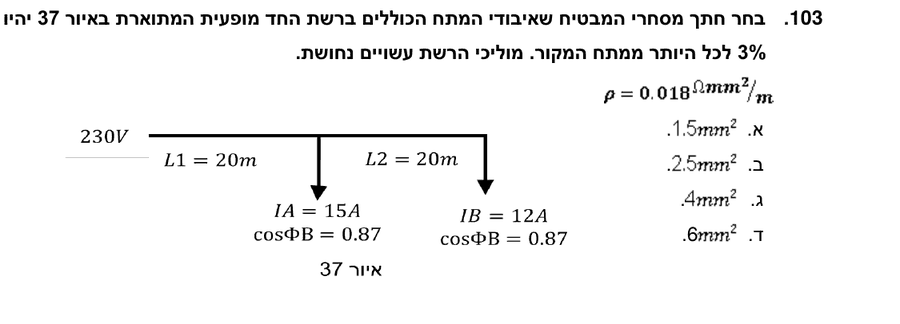 103. בחר חתך מסחרי המבטיח שאיבודי המתח הכוללים ברשת החד מופעית המתוארת באיור 37 יהיו
3% לכל היותר ממתח המקור. מוליכי הרשת עשויים נחושת.
ρ = 0.018 Ωmm²/m
א. 1.5mm².
ב. 2.5mm².
ג. 4mm².
ד. 6mm².
230V
L1 = 20m
L2 = 20m
IA = 15A
cosΦB = 0.87
IB = 12A
cosΦB = 0.87
איור 37